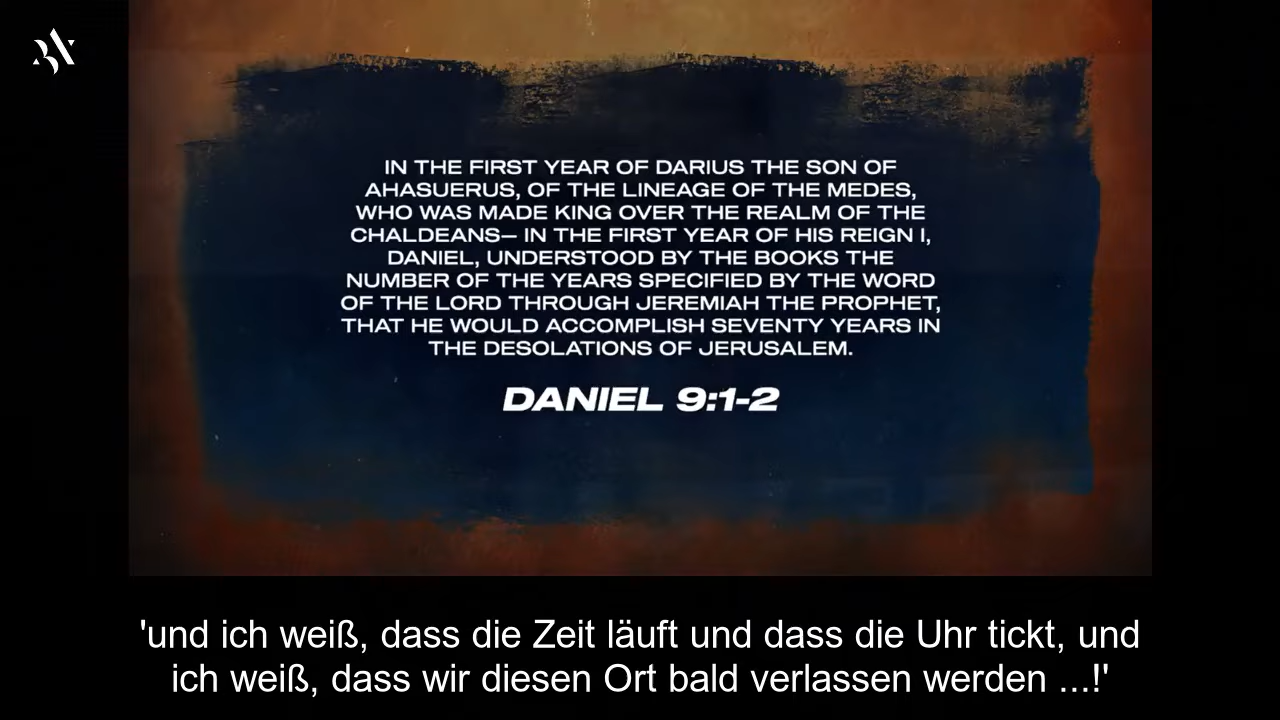 IN THE FIRST YEAR OF DARIUS THE SON OF
AHASUERUS, OF THE LINEAGE OF THE MEDES,
WHO WAS MADE KING OVER THE REALM OF THE
CHALDEANS— IN THE FIRST YEAR OF HIS REIGN I,
DANIEL, UNDERSTOOD BY THE BOOKS THE
NUMBER OF THE YEARS SPECIFIED BY THE WORD
OF THE LORD THROUGH JEREMIAH THE PROPHET,
THAT HE WOULD ACCOMPLISH SEVENTY YEARS IN
THE DESOLATIONS OF JERUSALEM.
DANIEL 9:1-2
'und ich weiß, dass die Zeit läuft und dass die Uhr tickt, und
ich weiß, dass wir diesen Ort bald verlassen werden ...!'